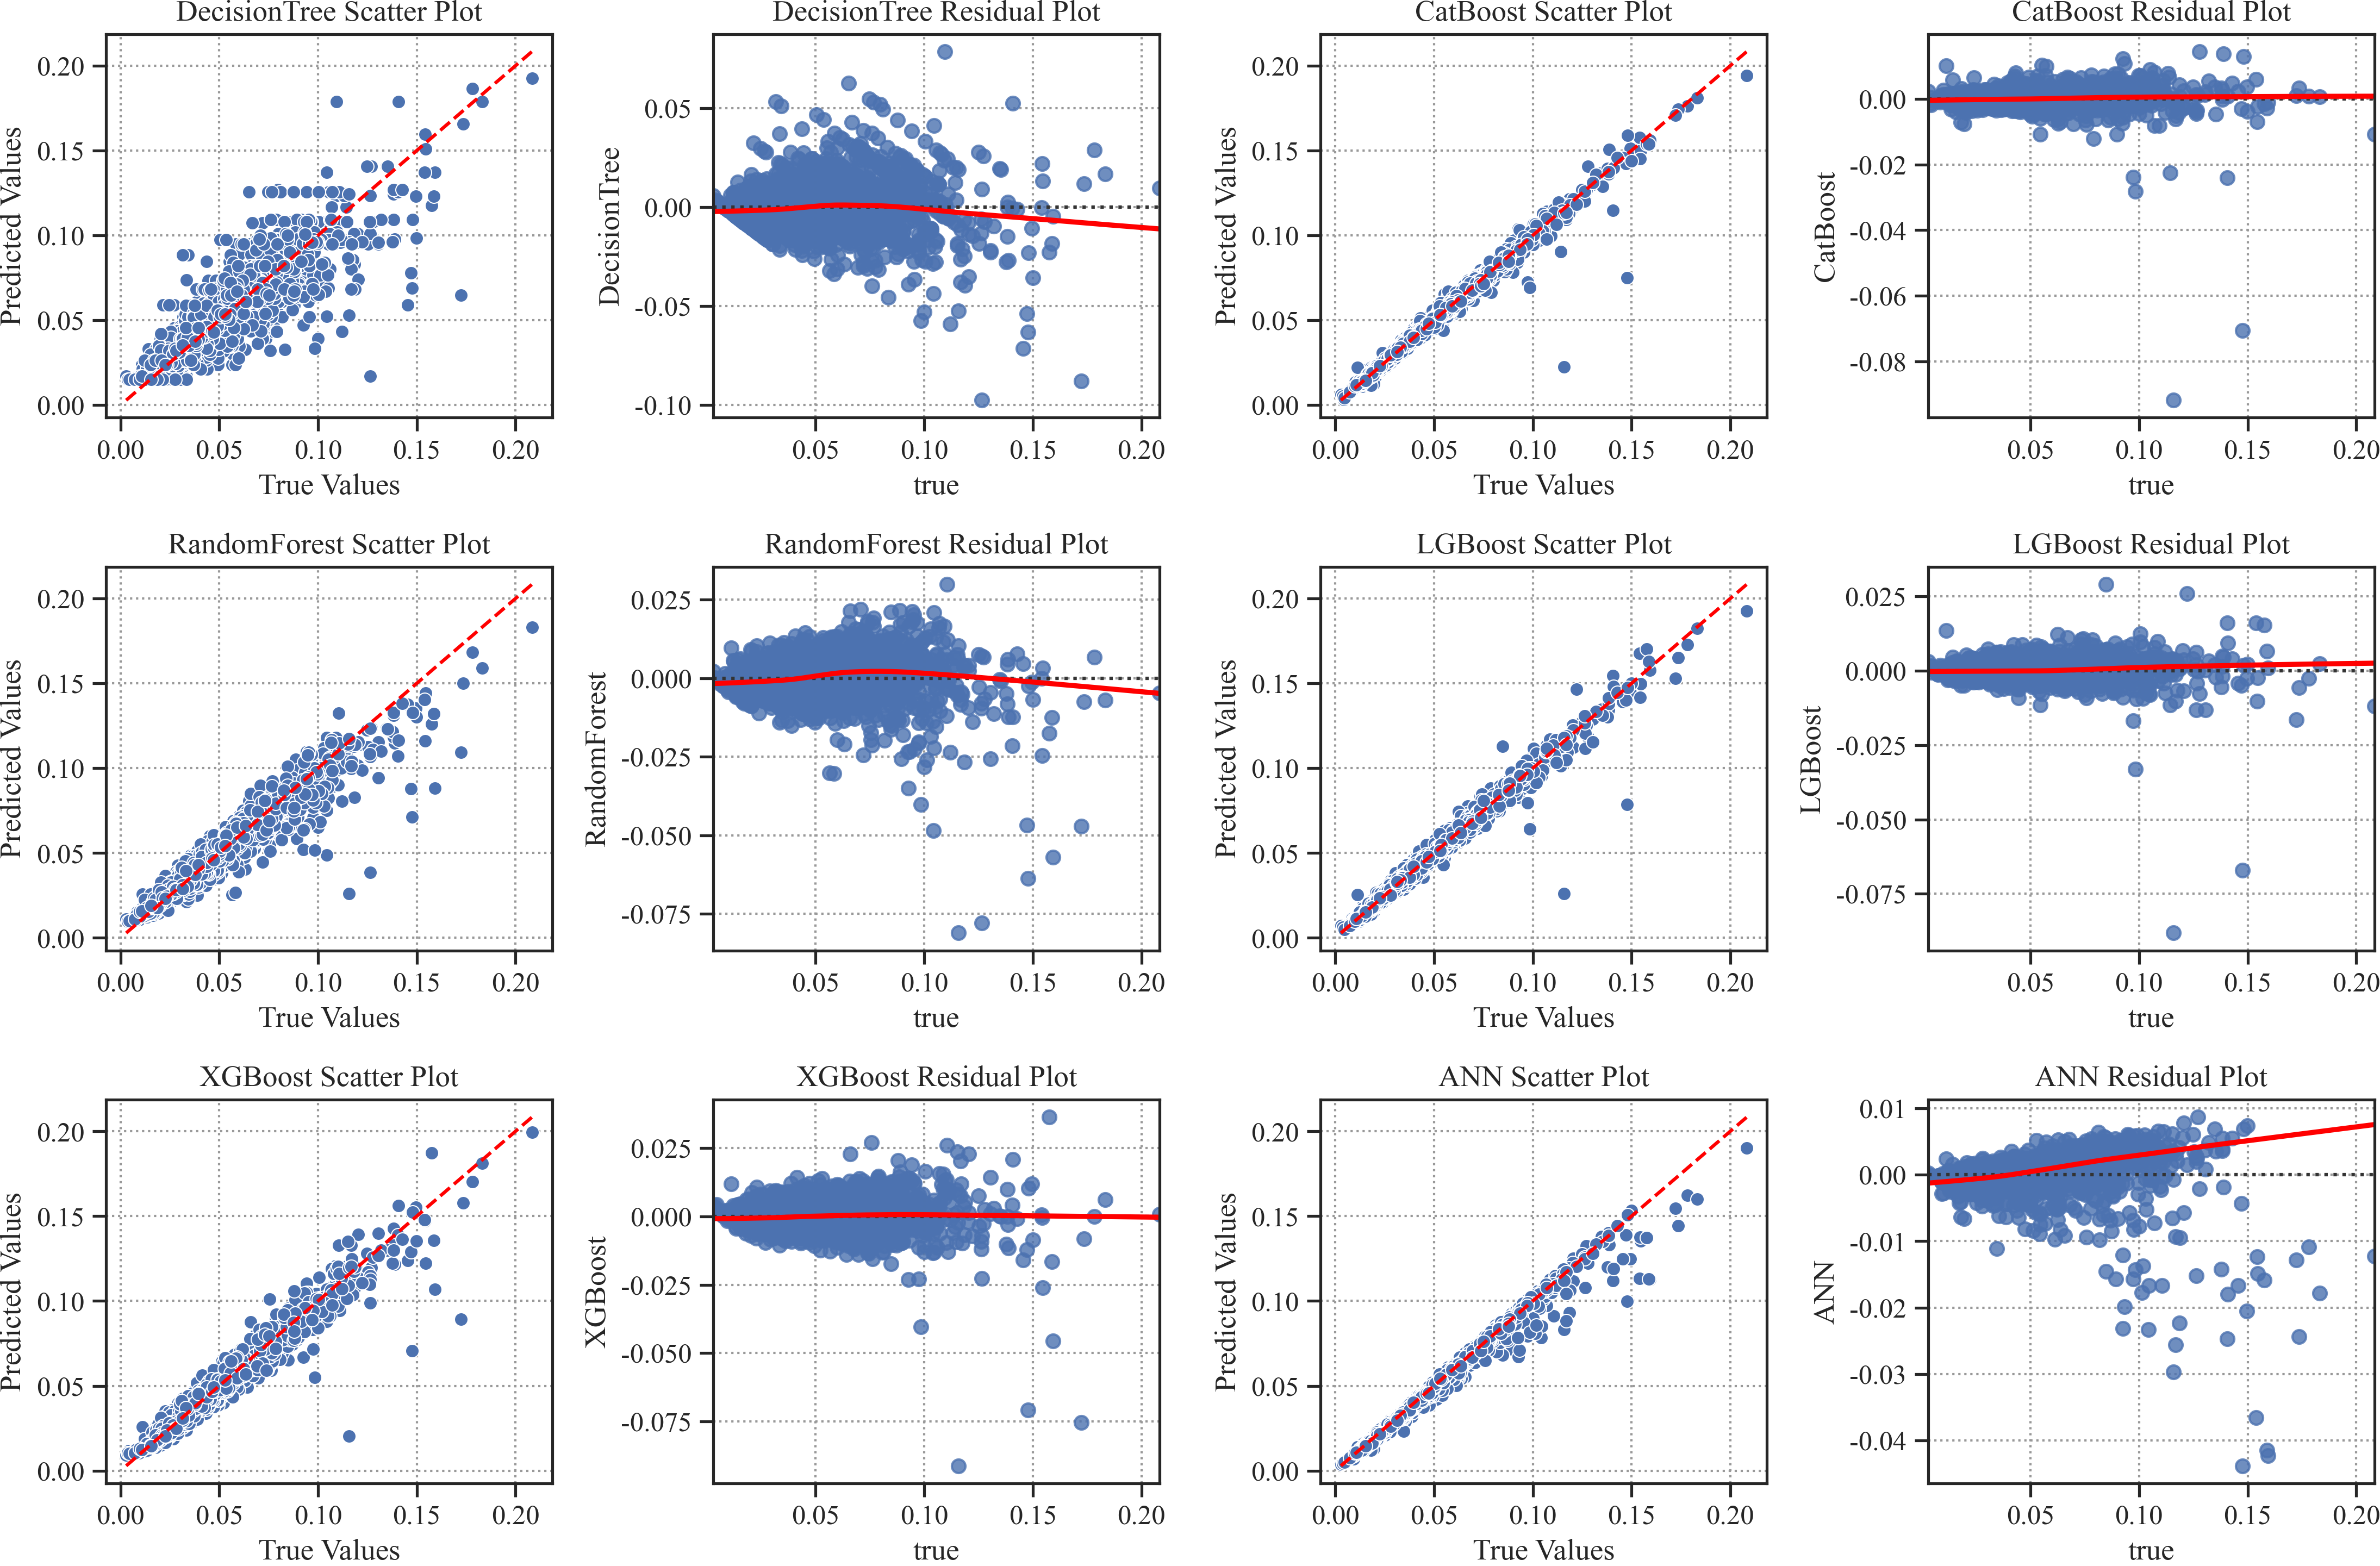 DecisionTree Scatter Plot
Predicted Values
0.20
0.15
0.10
0.05
0.00
0.00 0.05 0.10 0.15 0.20
True Values
DecisionTree Residual Plot
DecisionTree
0.05
0.00
-0.05
-0.10
0.05 0.10 0.15 0.20
true
CatBoost Scatter Plot
Predicted Values
0.20
0.15
0.10
0.05
0.00
0.00 0.05 0.10 0.15 0.20
True Values
CatBoost Residual Plot
CatBoost
0.00
-0.02
-0.04
-0.06
-0.08
0.05 0.10 0.15 0.20
true
RandomForest Scatter Plot
Predicted Values
0.20
0.15
0.10
0.05
0.00
0.00 0.05 0.10 0.15 0.20
True Values
RandomForest Residual Plot
RandomForest
0.025
0.000
-0.025
-0.050
-0.075
0.05 0.10 0.15 0.20
true
LGBoost Scatter Plot
Predicted Values
0.20
0.15
0.10
0.05
0.00
0.00 0.05 0.10 0.15 0.20
True Values
LGBoost Residual Plot
LGBoost
0.025
0.000
-0.025
-0.050
-0.075
0.05 0.10 0.15 0.20
true
XGBoost Scatter Plot
Predicted Values
0.20
0.15
0.10
0.05
0.00
0.00 0.05 0.10 0.15 0.20
True Values
XGBoost Residual Plot
XGBoost
0.025
0.000
-0.025
-0.050
-0.075
0.05 0.10 0.15 0.20
true
ANN Scatter Plot
Predicted Values
0.20
0.15
0.10
0.05
0.00
0.00 0.05 0.10 0.15 0.20
True Values
ANN Residual Plot
ANN
0.01
0.00
-0.01
-0.02
-0.03
-0.04
0.05 0.10 0.15 0.20
true